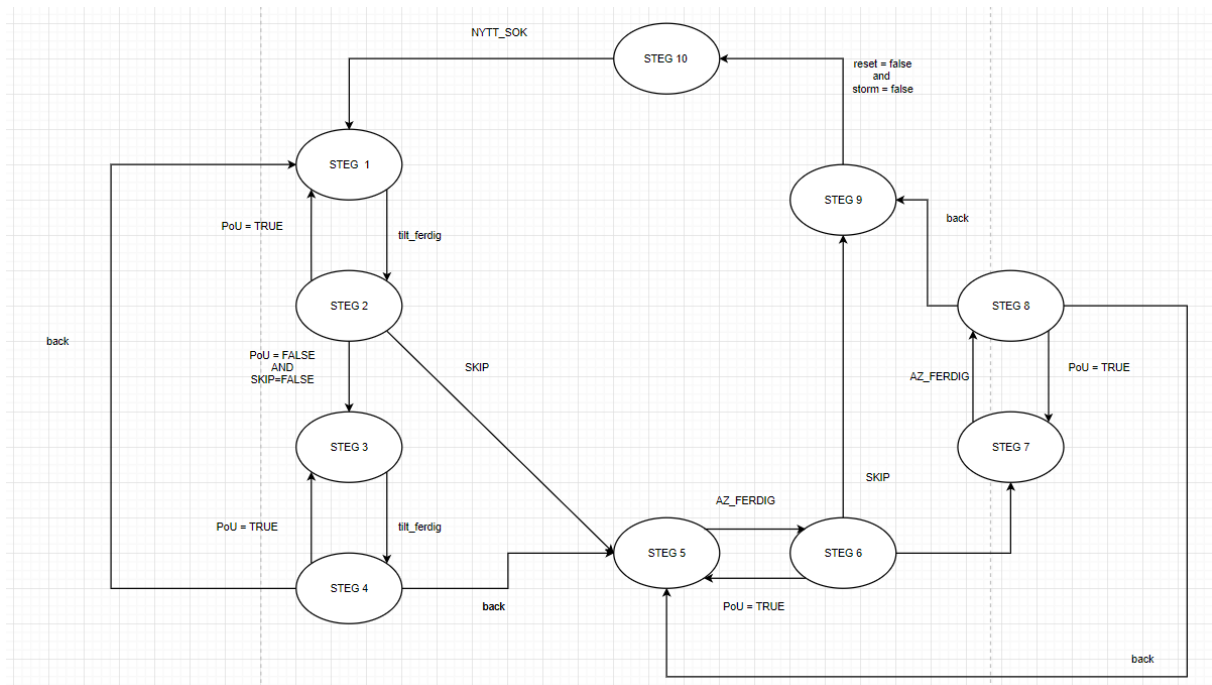 NYTT_SOK
STEG 10
reset = false
and
storm = false
STEG 1
STEG 9
PoU = TRUE
tilt_ferdig
back
STEG 2
STEG 8
back
PoU = FALSE
AND
SKIP=FALSE
SKIP
AZ_FERDIG
PoU = TRUE
STEG 3
STEG 7
SKIP
AZ_FERDIG
PoU = TRUE
tilt_ferdig
STEG 5
STEG 6
STEG 4
back
PoU = TRUE
back